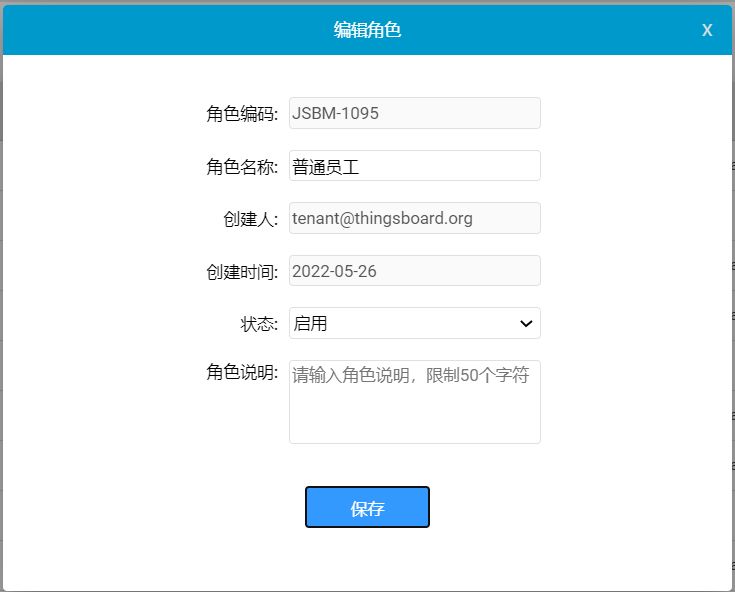 编辑角色 X
角色编码: JSBM-1095
角色名称: 普通员工
创建人: tenant@thingsboard.org
创建时间: 2022-05-26
状态: 启用
角色说明: 请输入角色说明，限制50个字符
保存